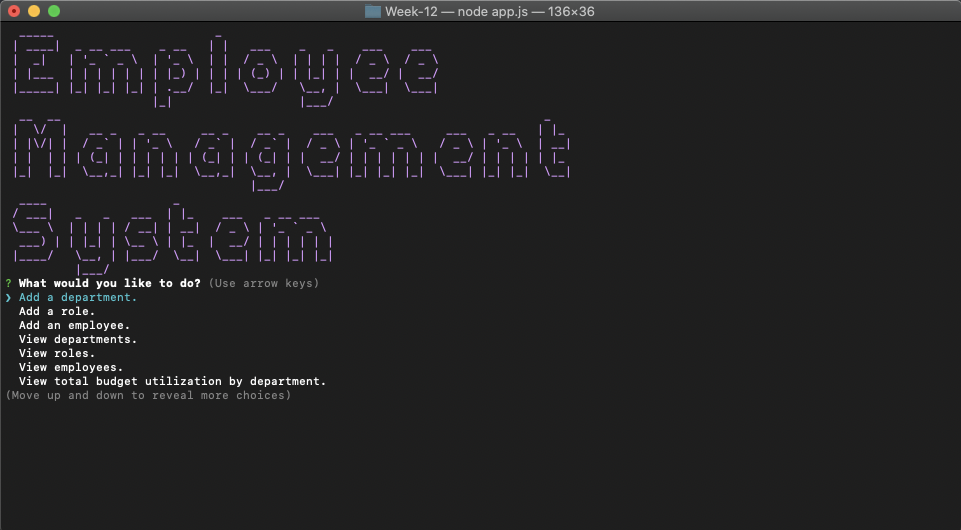 Week-12 — node app.js — 136×36
Employee
Management
System
? What would you like to do? (Use arrow keys)
❯ Add a department.
Add a role.
Add an employee.
View departments.
View roles.
View employees.
View total budget utilization by department.
(Move up and down to reveal more choices)